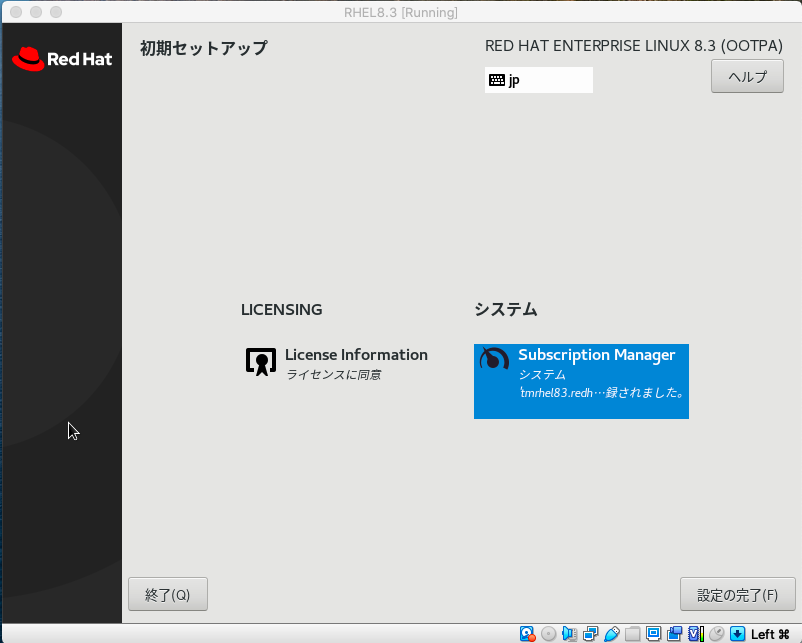 RHEL8.3 [Running]
Red Hat
初期セットアップ
RED HAT ENTERPRISE LINUX 8.3 (OOTPA)
jp
ヘルプ
LICENSING
License Information
ライセンスに同意
システム
Subscription Manager
システム
'tmrhel83.redh…録されました。
終了(Q)
設定の完了(F)
Left ⌘